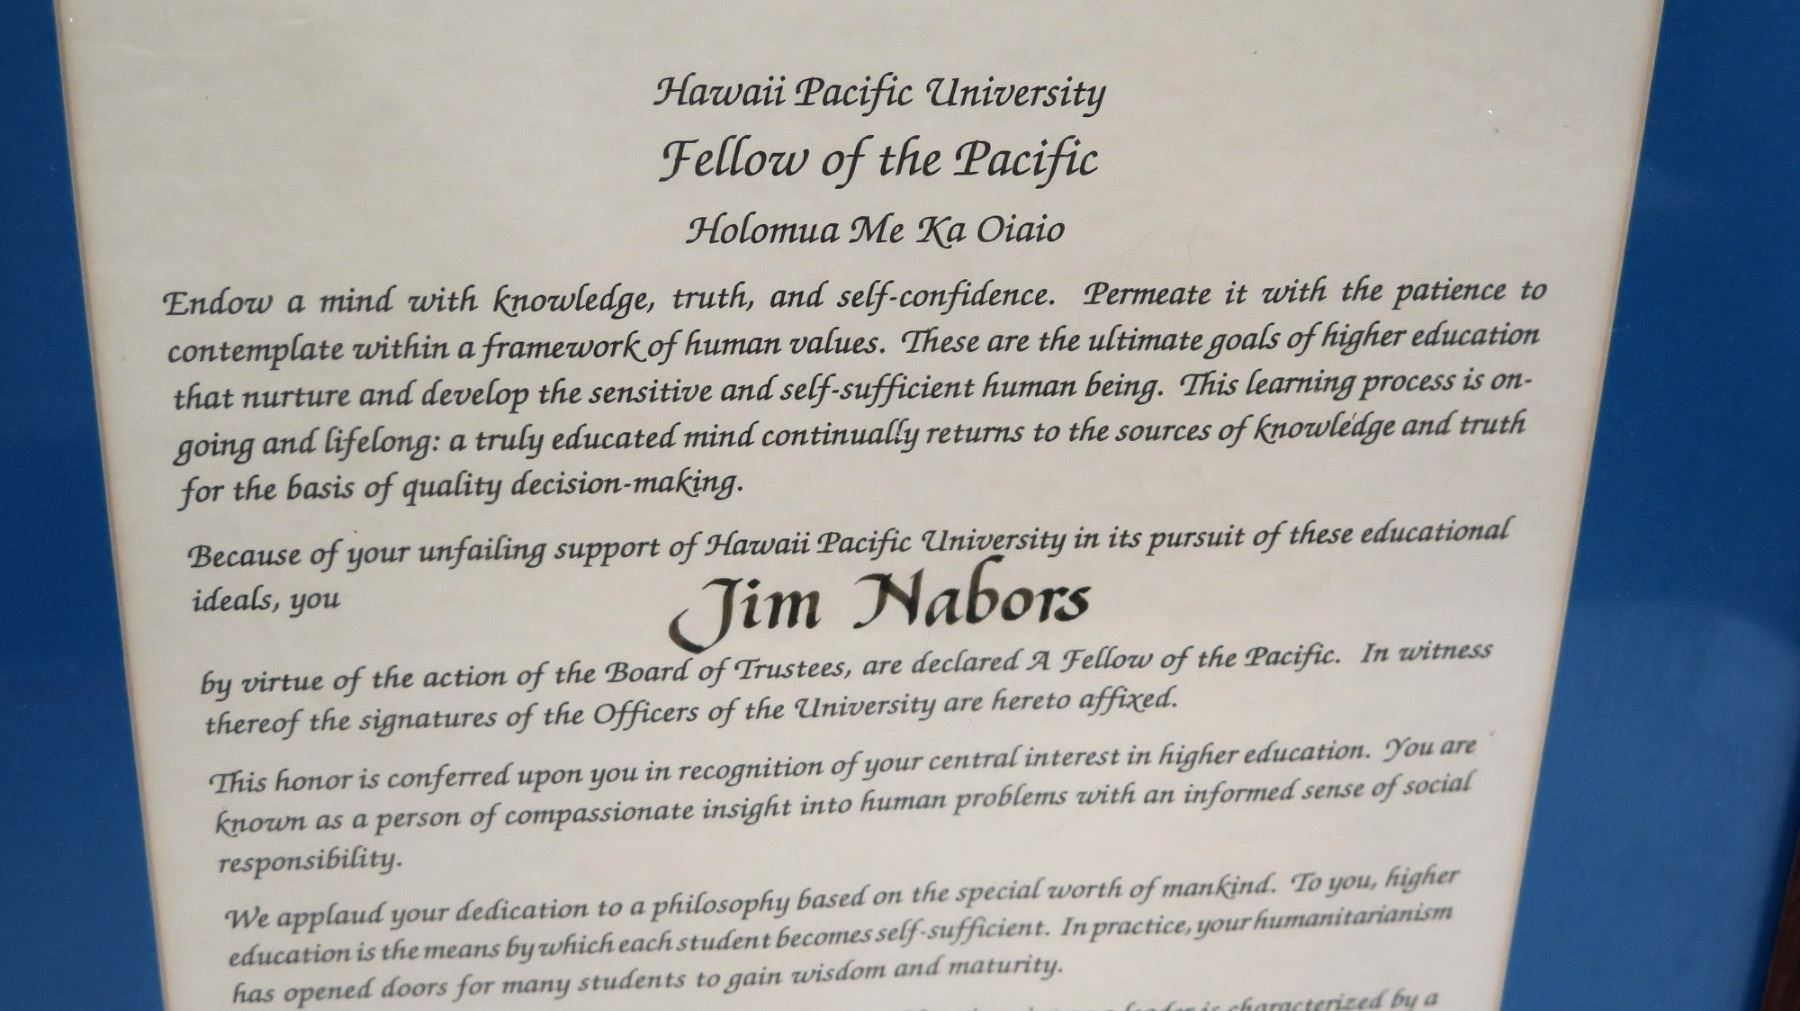 Hawaii Pacific University
Fellow of the Pacific
Holomua Me Ka Oiaio
Endow a mind with knowledge, truth, and self-confidence. Permeate it with the patience to
contemplate within a framework of human values. These are the ultimate goals of higher education
that nurture and develop the sensitive and self-sufficient human being. This learning process is on-
going and lifelong: a truly educated mind continually returns to the sources of knowledge and truth
for the basis of quality decision-making.
Because of your unfailing support of Hawaii Pacific University in its pursuit of these educational
ideals, you
Jim Nabors
by virtue of the action of the Board of Trustees, are declared A Fellow of the Pacific. In witness
thereof the signatures of the Officers of the University are hereto affixed.
This honor is conferred upon you in recognition of your central interest in higher education. You are
known as a person of compassionate insight into human problems with an informed sense of social
responsibility.
We applaud your dedication to a philosophy based on the special worth of mankind. To you, higher
education is the means by which each student becomes self-sufficient. In practice, your humanitarianism
has opened doors for many students to gain wisdom and maturity.
leader is characterized by a